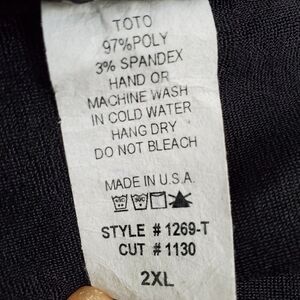 TOTO
97%POLY
3% SPANDEX
HAND OR
MACHINE WASH
IN COLD WATER
HANG DRY
DO NOT BLEACH
MADE IN U.S.A.
STYLE # 1269-T
CUT # 1130
2XL